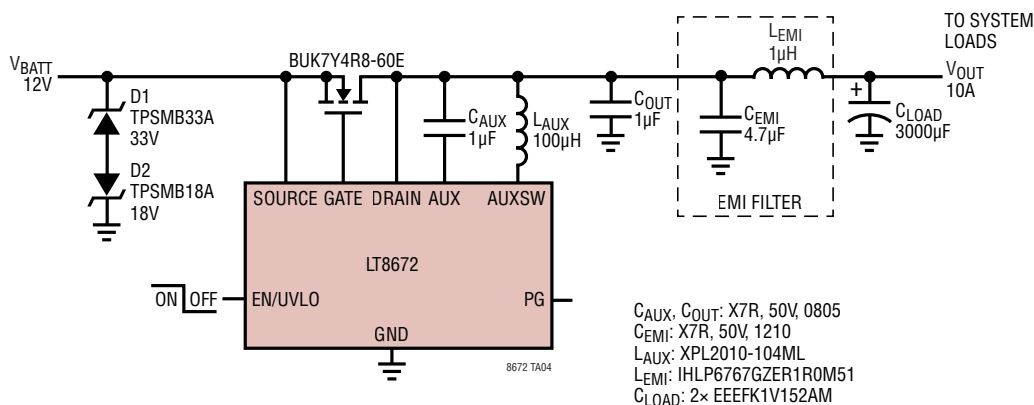 V_BATT
12V
D1
TPSMB33A
33V
D2
TPSMB18A
18V
BUK7Y4R8-60E
C_AUX
1µF
L_AUX
100µH
C_OUT
1µF
L_EMI
1µH
C_EMI
4.7µF
EMI FILTER
TO SYSTEM
LOADS
V_OUT
10A
+
C_LOAD
3000µF
SOURCE GATE DRAIN AUX AUXSW
LT8672
ON OFF EN/UVLO
PG
GND
8672 TA04
C_AUX, C_OUT: X7R, 50V, 0805
C_EMI: X7R, 50V, 1210
L_AUX: XPL2010-104ML
L_EMI: IHLP6767GZER1R0M51
C_LOAD: 2× EEEFK1V152AM